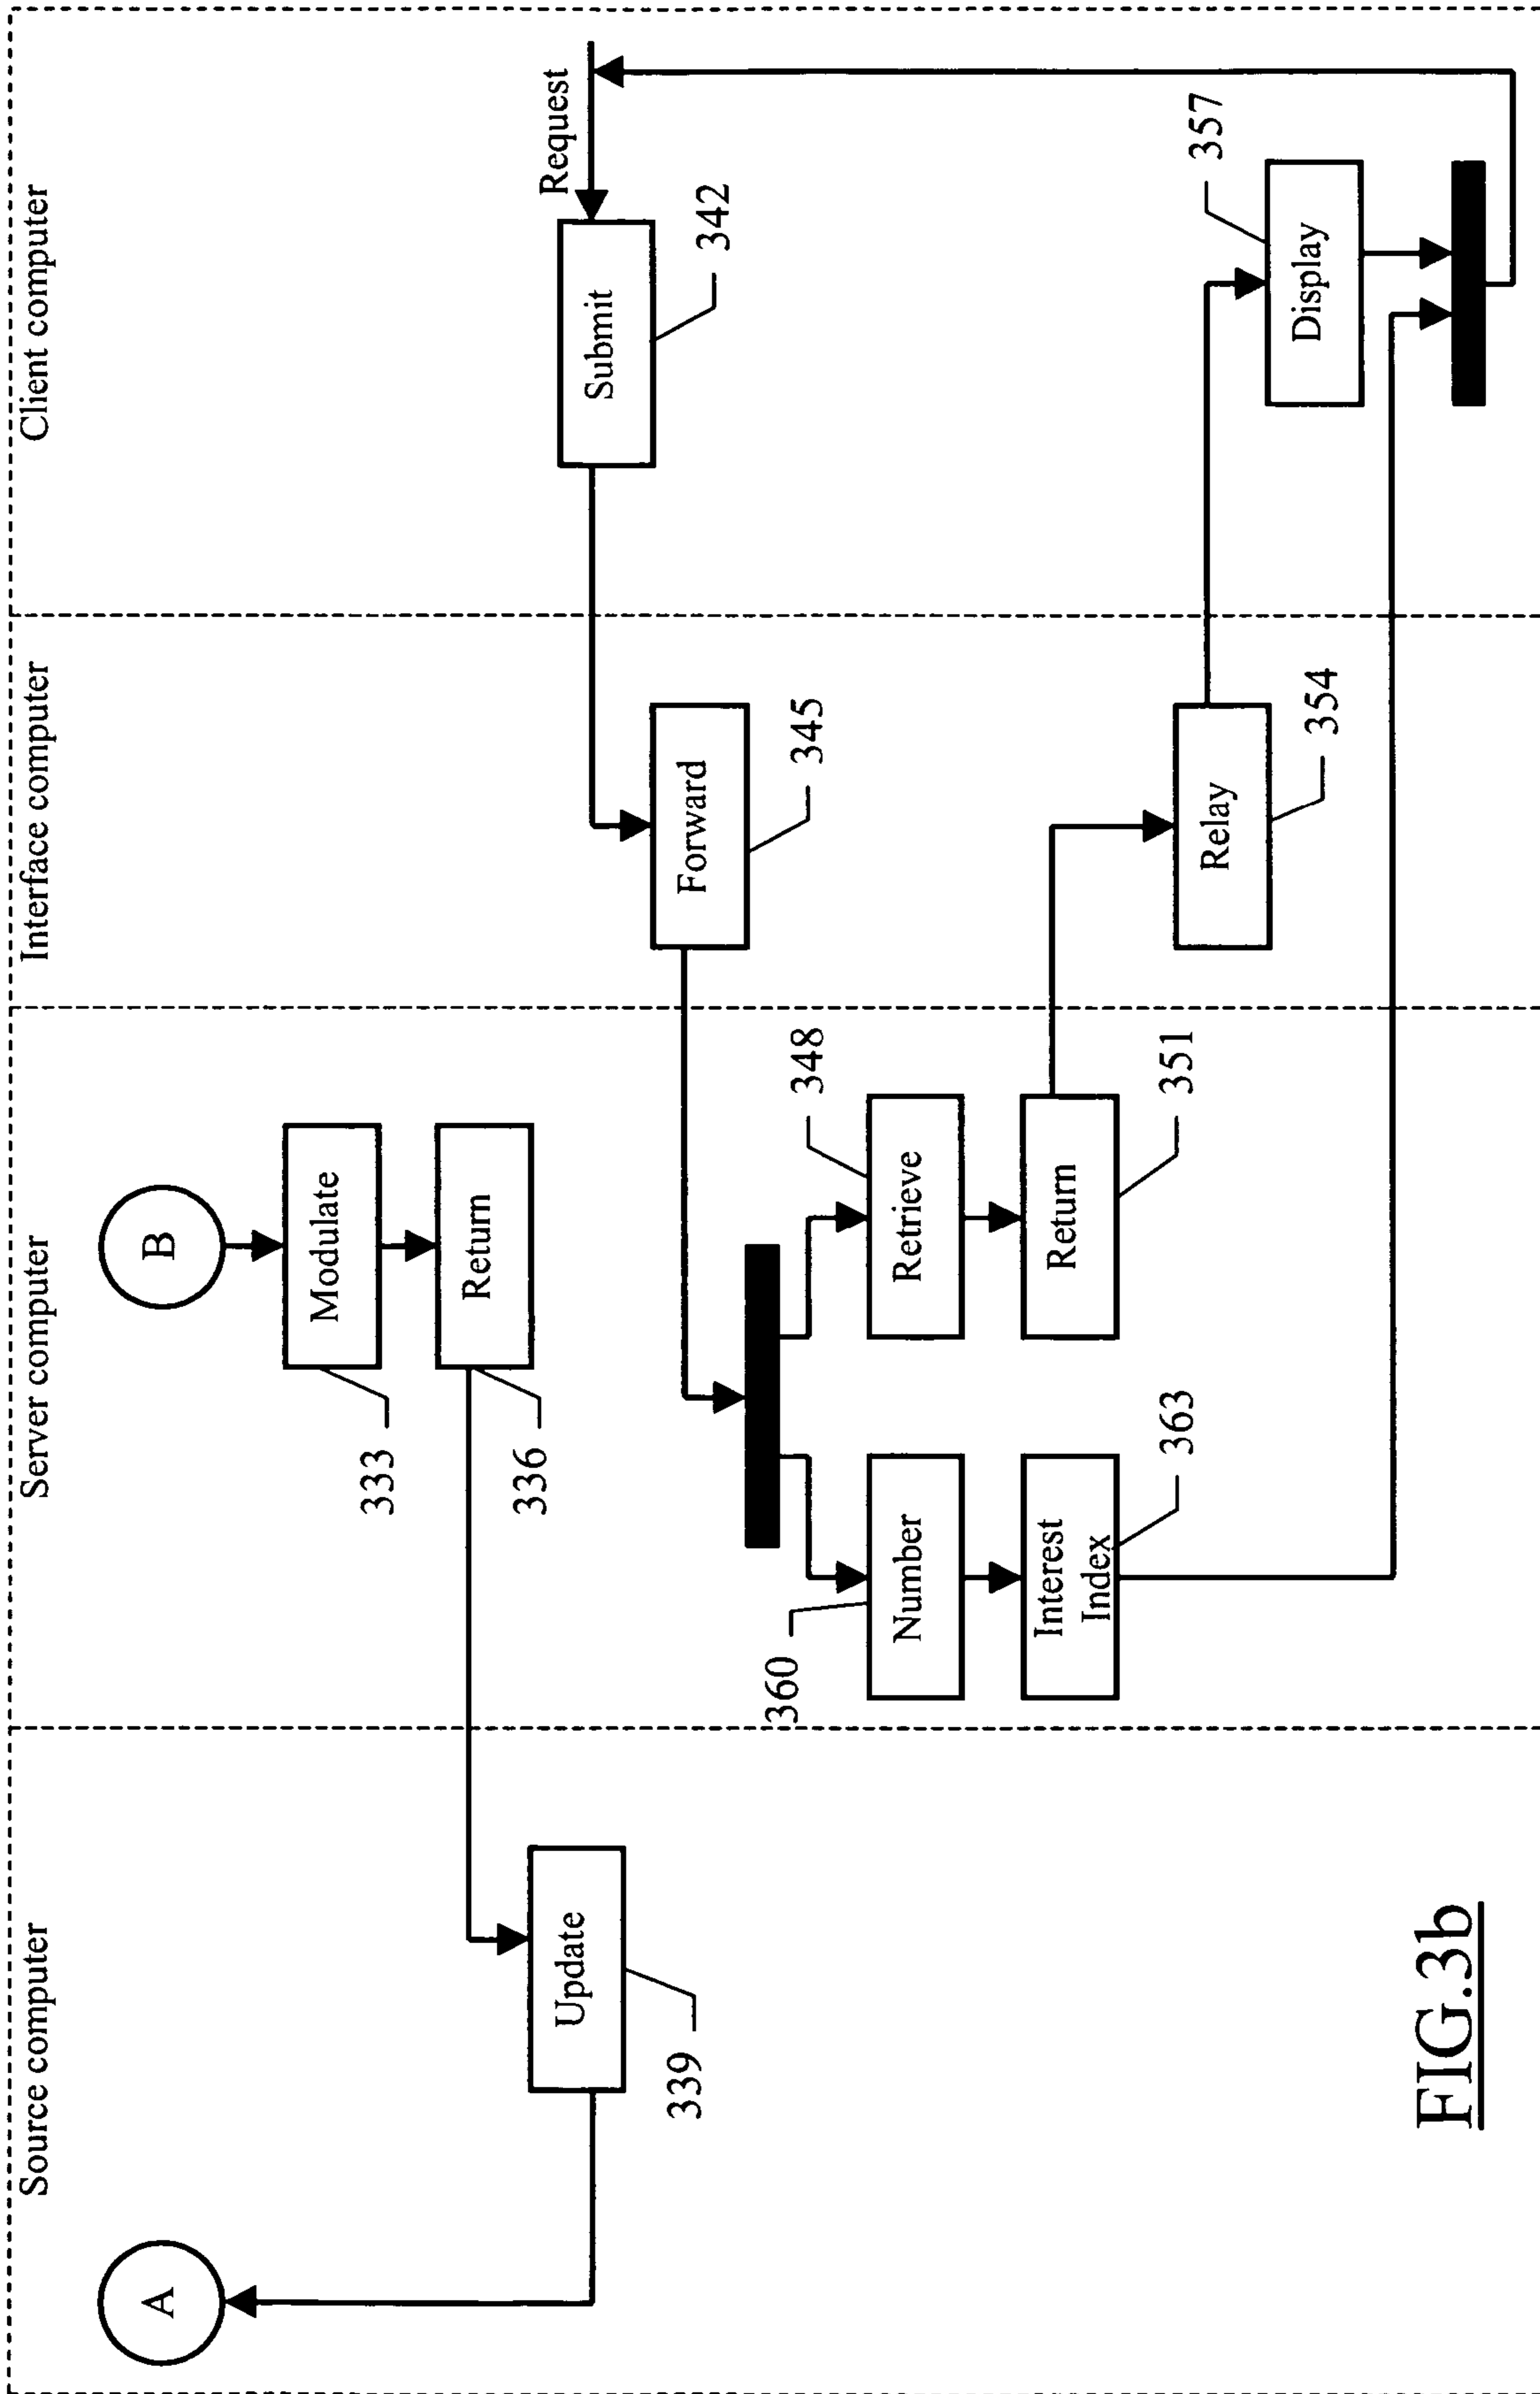 Source computer
Server computer
Interface computer
Client computer
A
B
Modulate
333
Return
336
Update
339
Request
Submit
342
Forward
345
Number
360
Retrieve
348
Interest
Index
363
Return
351
Relay
354
Display
357
FIG.3b